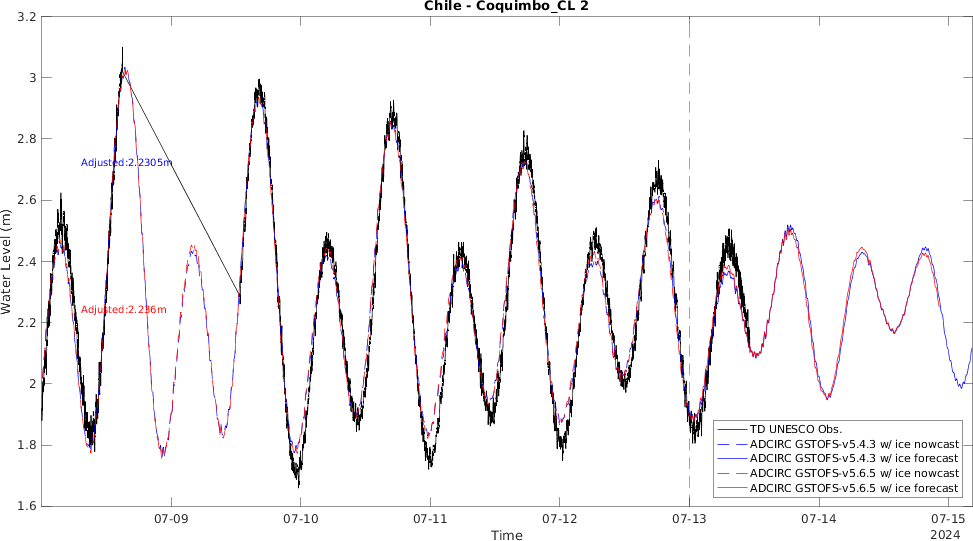 Chile - Coquimbo_CL 2
Water Level (m)
3.2
3
2.8
2.6
2.4
2.2
2
1.8
1.6
Adjusted:2.2305m
Adjusted:2.236m
TD UNESCO Obs.
ADCIRC GSTOFS-v5.4.3 w/ ice nowcast
ADCIRC GSTOFS-v5.4.3 w/ ice forecast
ADCIRC GSTOFS-v5.6.5 w/ ice nowcast
ADCIRC GSTOFS-v5.6.5 w/ ice forecast
07-09 07-10 07-11 07-12 07-13 07-14 07-15
2024
Time